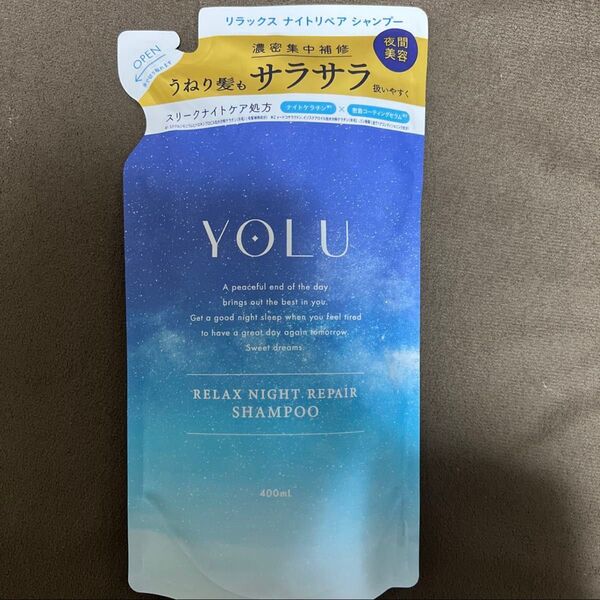 リラックス ナイトリペア シャンプー
OPEN
濃密集中補修
夜間
美容
うねり髪も サラサラ 扱いやすく
スリークナイトケア処方 ナイトケラチン × 密着コーティングセラム
YOLU
A peaceful end of the day
brings out the best in you.
Get a good night sleep when you feel tired
to have a great day again tomorrow.
Sweet dreams.
RELAX NIGHT REPAIR
SHAMPOO
400mL